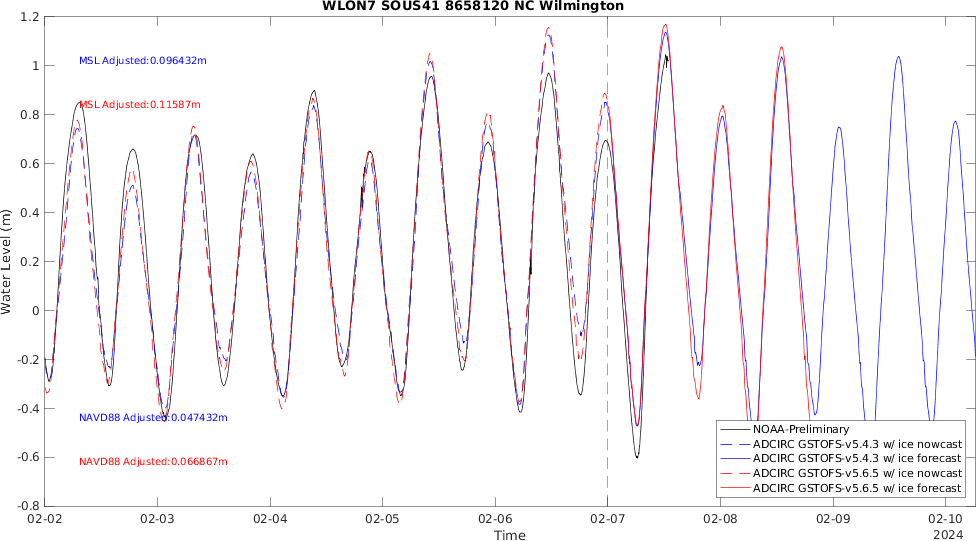 WLON7 SOUS41 8658120 NC Wilmington
1.2
1
0.8
0.6
0.4
0.2
0
-0.2
-0.4
-0.6
-0.8
Water Level (m)
MSL Adjusted:0.096432m
MSL Adjusted:0.11587m
NAVD88 Adjusted:0.047432m
NAVD88 Adjusted:0.066867m
NOAA-Preliminary
ADCIRC GSTOFS-v5.4.3 w/ ice nowcast
ADCIRC GSTOFS-v5.4.3 w/ ice forecast
ADCIRC GSTOFS-v5.6.5 w/ ice nowcast
ADCIRC GSTOFS-v5.6.5 w/ ice forecast
02-02 02-03 02-04 02-05 02-06 02-07 02-08 02-09 02-10
2024
Time